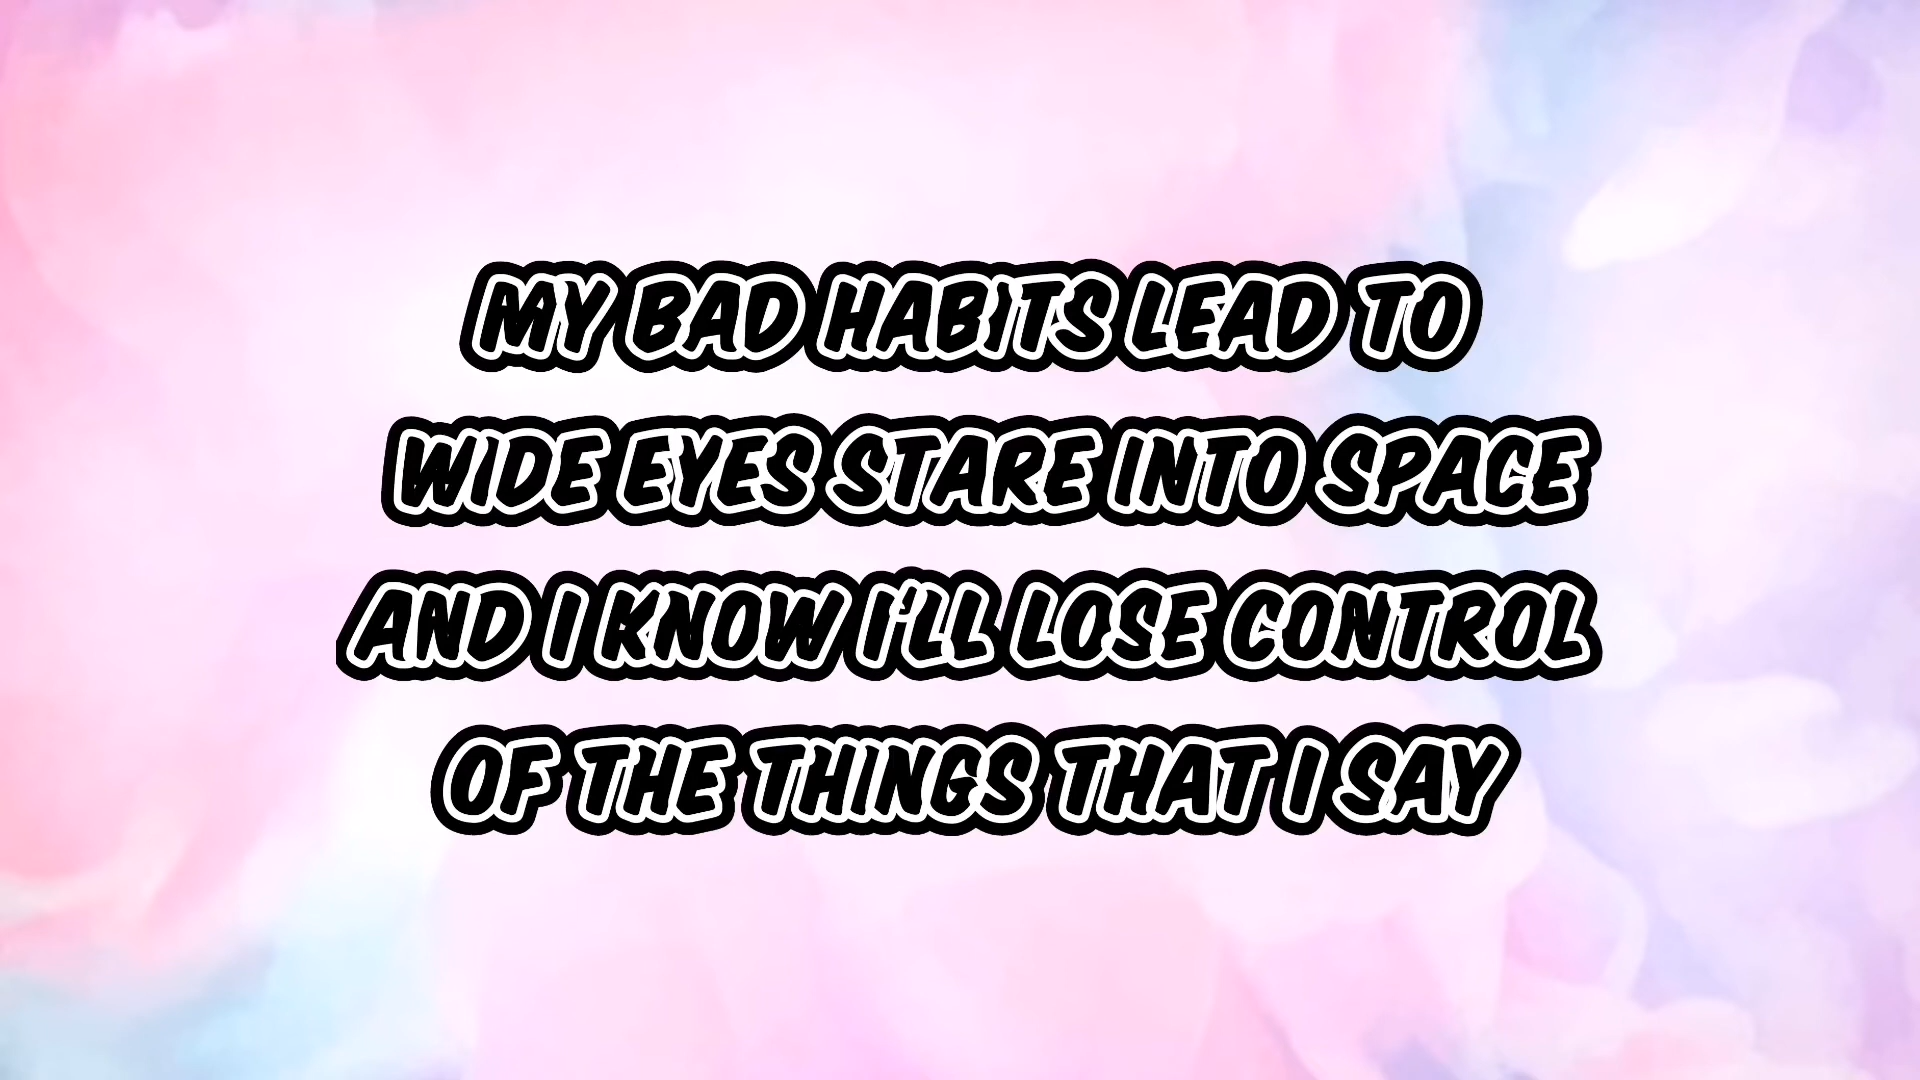 MY BAD HABITS LEAD TO
WIDE EYES STARE INTO SPACE
AND I KNOW I'LL LOSE CONTROL
OF THE THINGS THAT I SAY